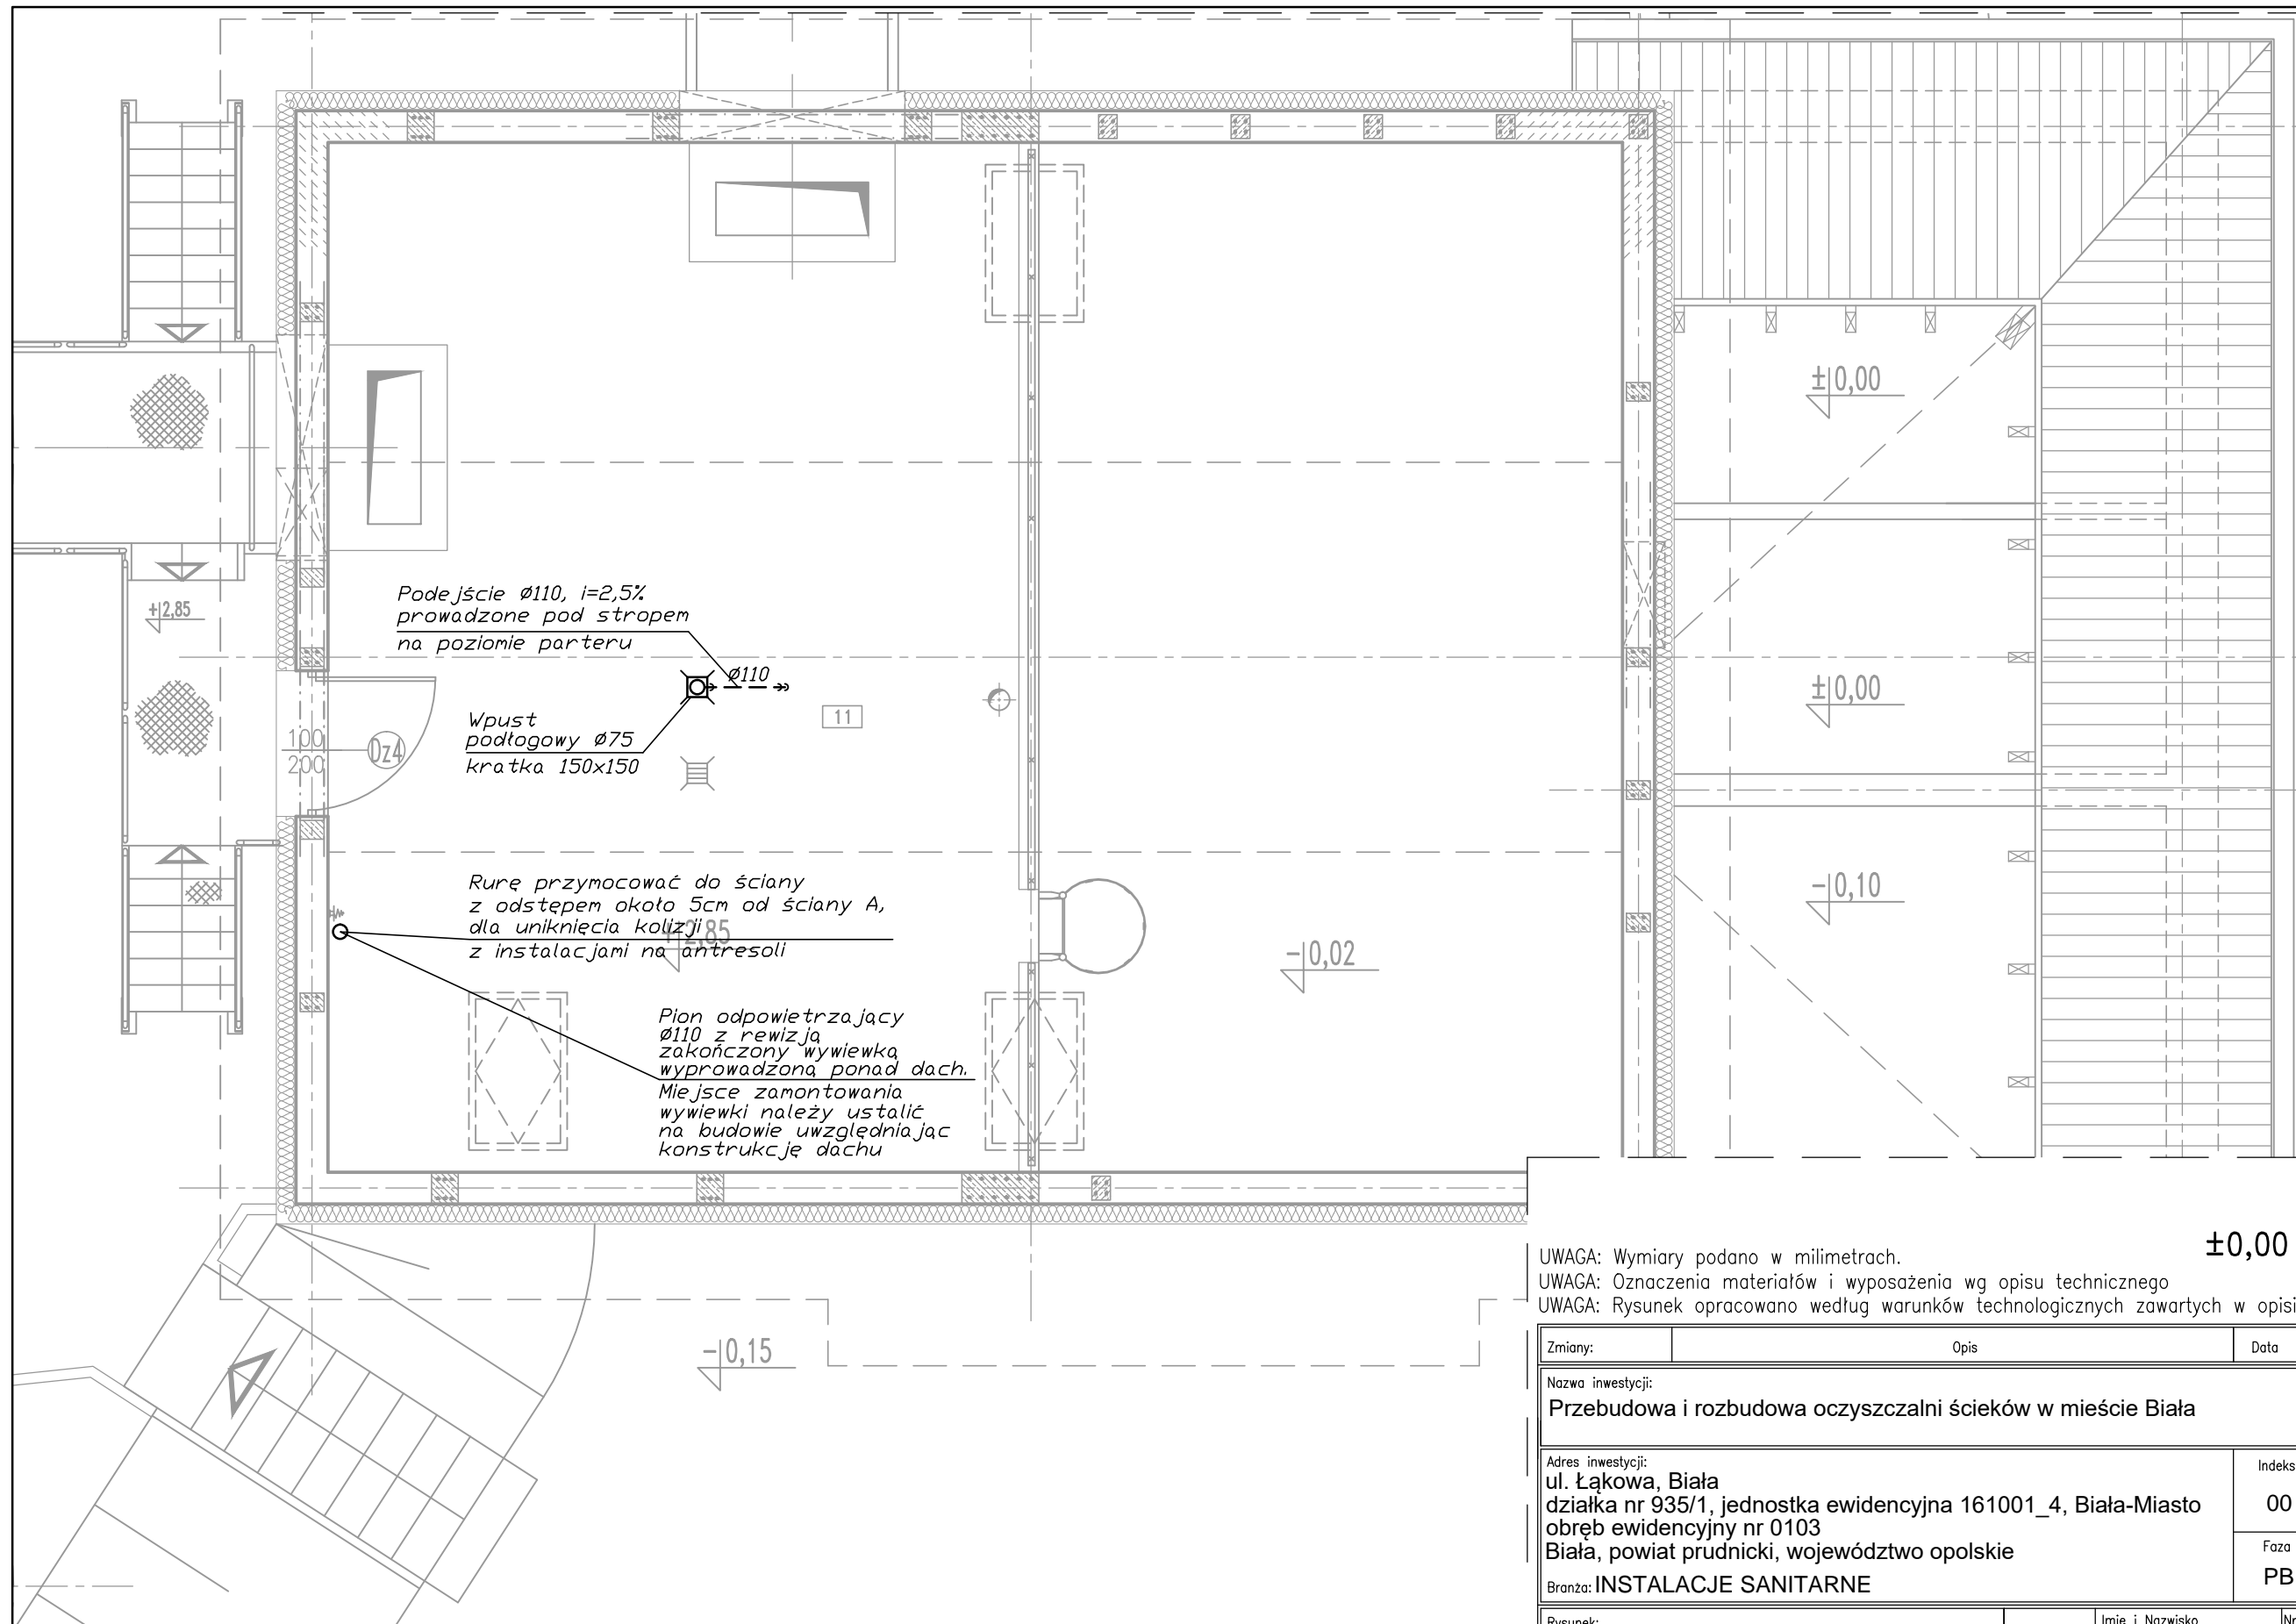 ±0,00
Podejście Ø110, i=2,5%
prowadzone pod stropem
na poziomie parteru
+2,85
Ø110
±0,00
11
Wpust
podłogowy Ø75
kratka 150x150
100
200
Dz4
Rurę przymocować do ściany
z odstępem około 5cm od ściany A,
dla uniknięcia kolizji
z instalacjami na antresoli
+2,85
-0,10
-0,02
Pion odpowietrzający
Ø110 z rewizją
zakończony wywiewką
wyprowadzoną ponad dach.
Miejsce zamontowania
wywiewki należy ustalić
na budowie uwzględniając
konstrukcję dachu
-0,15
±0,00
UWAGA: Wymiary podano w milimetrach.
UWAGA: Oznaczenia materiałów i wyposażenia wg opisu technicznego
UWAGA: Rysunek opracowano według warunków technologicznych zawartych w opisi
Zmiany: Opis Data
Nazwa inwestycji:
Przebudowa i rozbudowa oczyszczalni ścieków w mieście Biała
Adres inwestycji:
ul. Łąkowa, Biała
działka nr 935/1, jednostka ewidencyjna 161001_4, Biała-Miasto
obręb ewidencyjny nr 0103
Biała, powiat prudnicki, województwo opolskie
Indeks
00
Faza
PB
Branża: INSTALACJE SANITARNE
Rysunek: Imię i Nazwisko